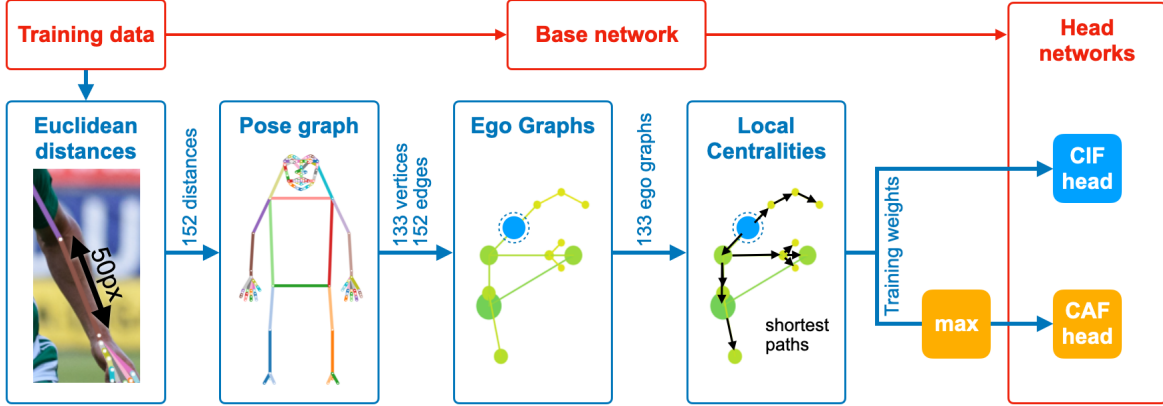 Training data
Base network
Head
networks
Euclidean
distances
50px
152 distances
Pose graph
133 vertices
152 edges
Ego Graphs
133 ego graphs
Local
Centralities
shortest
paths
Training weights
CIF
head
max
CAF
head